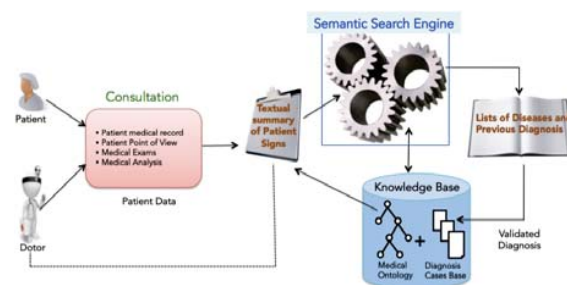 Semantic Search Engine
Consultation
Patient
• Patient medical record
• Patient Point of View
• Medical Exams
• Medical Analysis
Patient Data
Dotor
Textual
summary
of Patient
Signs
Lists of Diseases and
Previous Diagnosis
Knowledge Base
Medical
Ontology
+
Diagnosis
Cases Base
Validated
Diagnosis